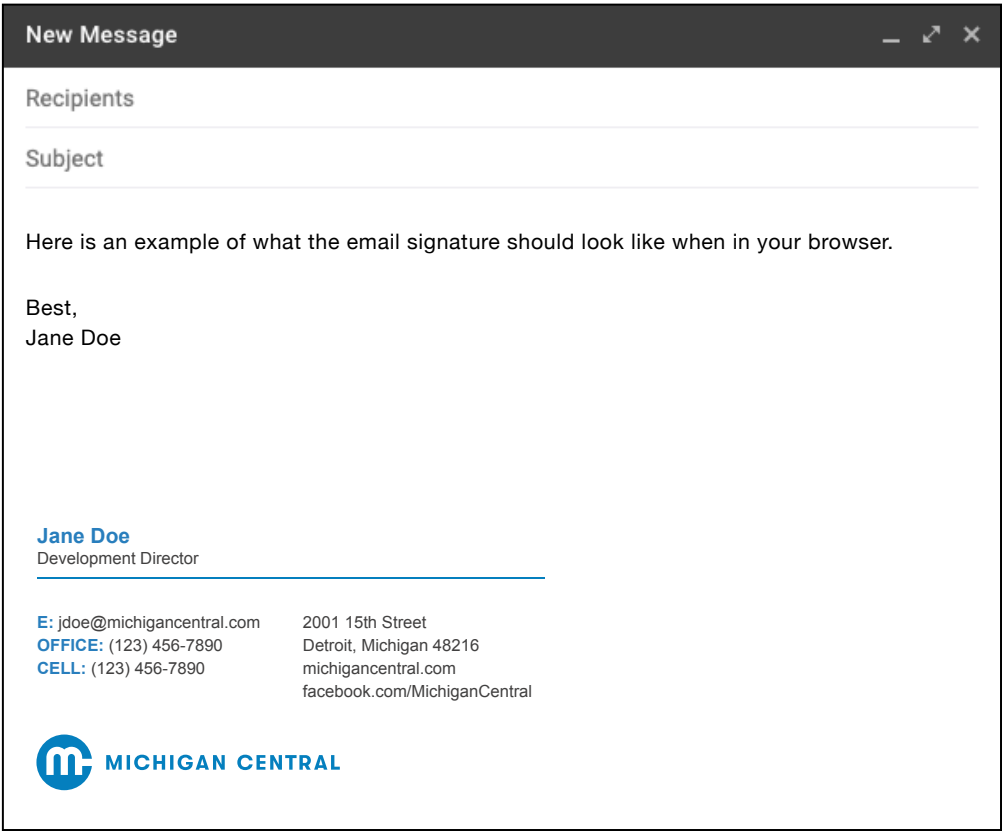 New Message
Recipients
Subject
Here is an example of what the email signature should look like when in your browser.
Best,
Jane Doe
Jane Doe
Development Director
E: jdoe@michigancentral.com
OFFICE: (123) 456-7890
CELL: (123) 456-7890
2001 15th Street
Detroit, Michigan 48216
michigancentral.com
facebook.com/MichiganCentral
mc MICHIGAN CENTRAL